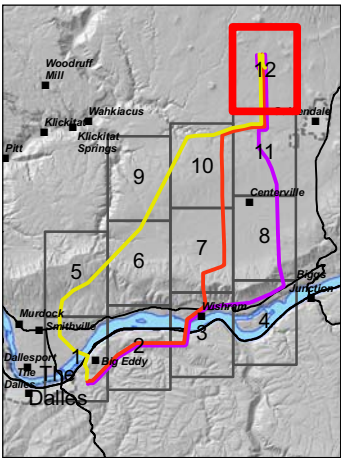 Woodruff
Mill
12
Klickitat
Wahkiacus
Klickitat
Springs
endale
Pitt
10
11
9
Centerville
5
6
7
8
Biggs
Junction
Murdock
Smithville
Wishram
4
3
2
1
Dallesport
Big Eddy
The
Dalles
The
Dalles